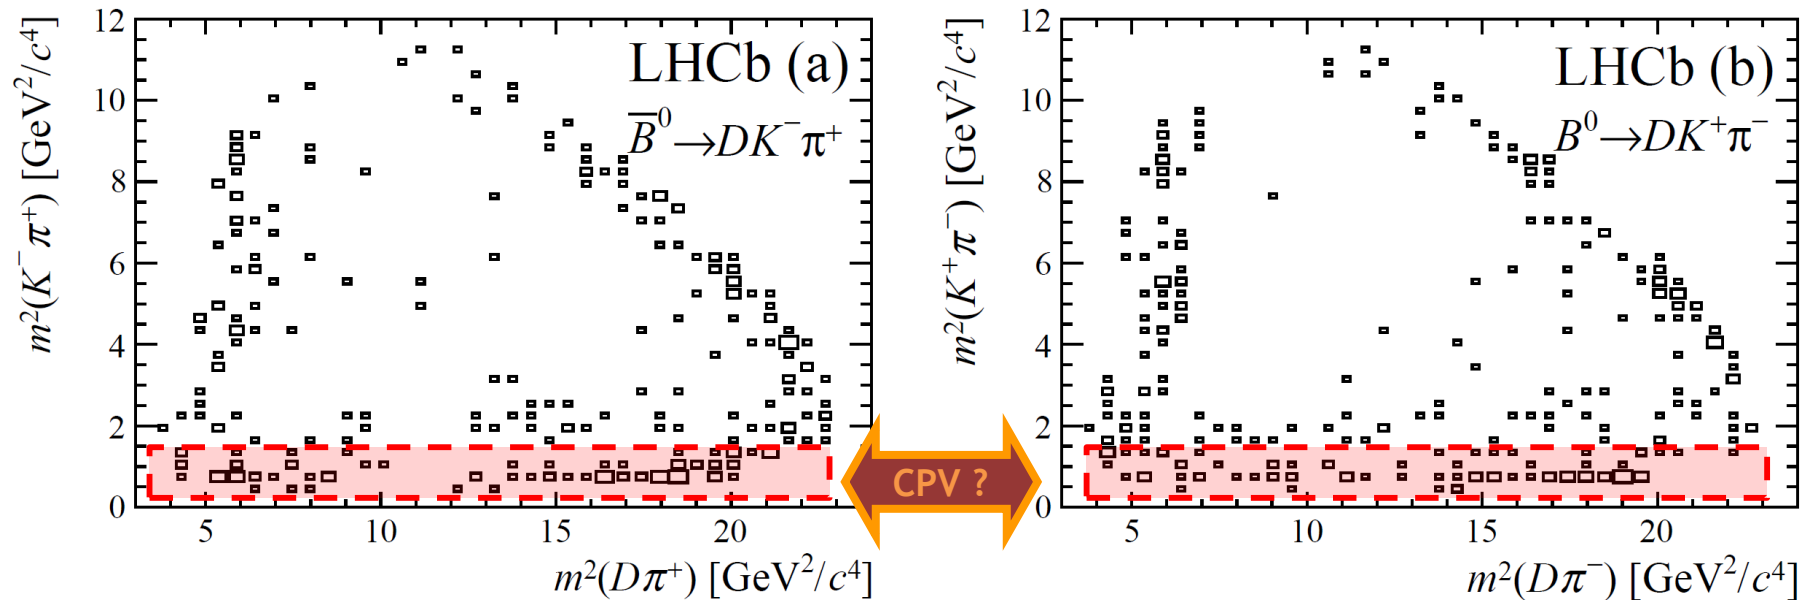 12
10
8
6
4
2
0
5
10
15
20
m²(K⁻π⁺) [GeV²/c⁴]
LHCb (a)
B̅⁰→DK⁻π⁺
m²(Dπ⁺) [GeV²/c⁴]
CPV ?
12
10
8
6
4
2
0
5
10
15
20
m²(K⁺π⁻) [GeV²/c⁴]
LHCb (b)
B⁰→DK⁺π⁻
m²(Dπ⁻) [GeV²/c⁴]